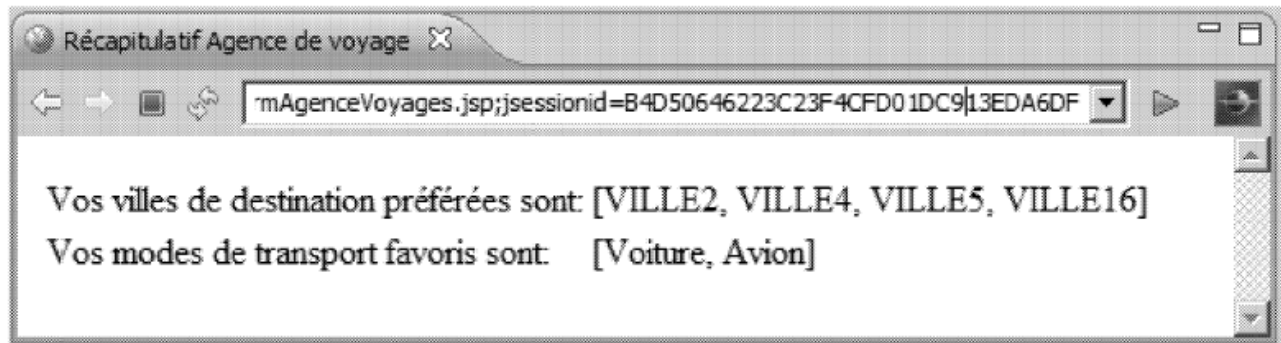 Récapitulatif Agence de voyage
rmAgenceVoyages.jsp;jsessionid=B4D50646223C23F4CFD01DC913EDA6DF
Vos villes de destination préférées sont: [VILLE2, VILLE4, VILLE5, VILLE16]
Vos modes de transport favoris sont: [Voiture, Avion]